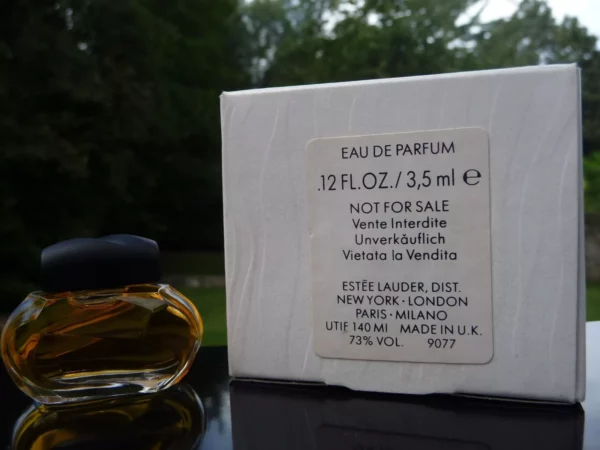 EAU DE PARFUM
.12 FL.OZ./3,5 ml ℮
NOT FOR SALE
Vente Interdite
Unverkäuflich
Vietata la Vendita
ESTĒE LAUDER, DIST.
NEW YORK·LONDON
PARIS·MILANO
UTIF 140 MI MADE IN U.K.
73% VOL. 9077